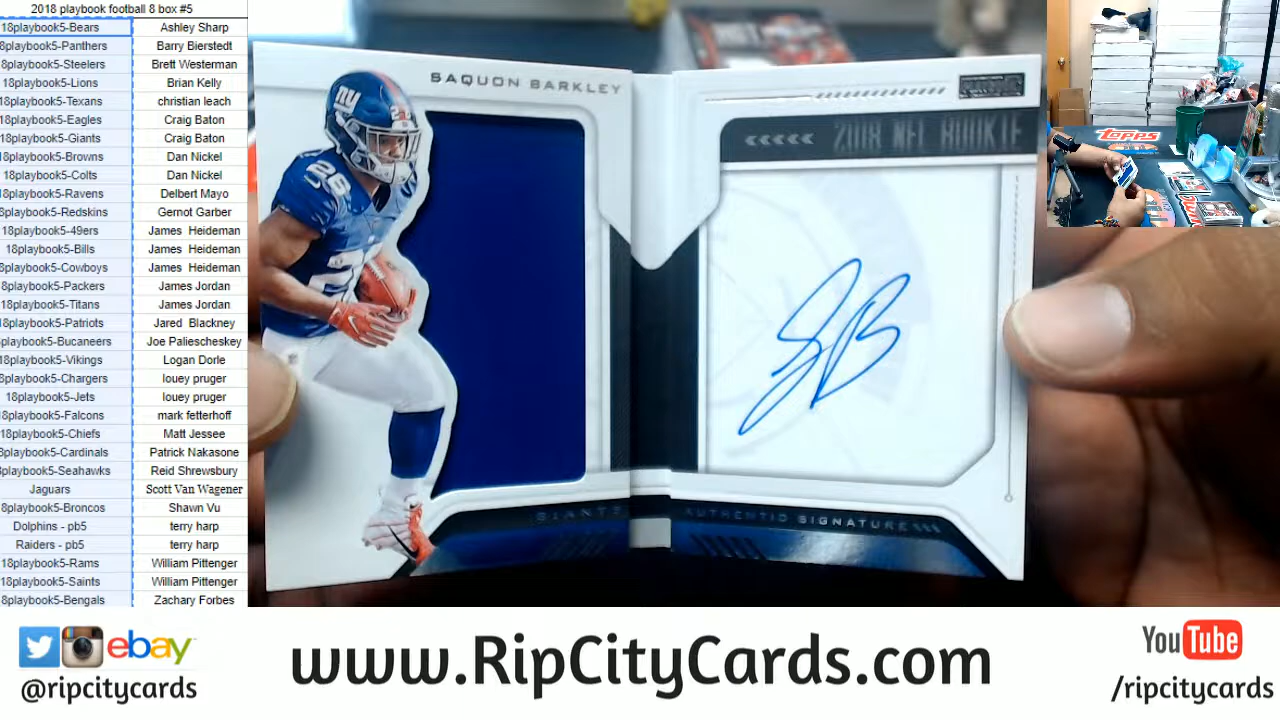 2018 playbook football 8 box #5
18playbook5-Bears Ashley Sharp
8playbook5-Panthers Barry Bierstedt
8playbook5-Steelers Brett Westerman
18playbook5-Lions Brian Kelly
18playbook5-Texans christian leach
18playbook5-Eagles Craig Baton
18playbook5-Giants Craig Baton
8playbook5-Browns Dan Nickel
18playbook5-Colts Dan Nickel
8playbook5-Ravens Delbert Mayo
8playbook5-Redskins Gernot Garber
18playbook5-49ers James Heideman
18playbook5-Bills James Heideman
8playbook5-Cowboys James Heideman
8playbook5-Packers James Jordan
18playbook5-Titans James Jordan
8playbook5-Patriots Jared Blackney
playbook5-Bucaneers Joe Paliescheskey
18playbook5-Vikings Logan Dorle
8playbook5-Chargers louey pruger
18playbook5-Jets louey pruger
8playbook5-Falcons mark fetterhoff
18playbook5-Chiefs Matt Jessee
8playbook5-Cardinals Patrick Nakasone
8playbook5-Seahawks Reid Shrewsbury
Jaguars Scott Van Wagener
8playbook5-Broncos Shawn Vu
Dolphins - pb5 terry harp
Raiders - pb5 terry harp
18playbook5-Rams William Pittenger
18playbook5-Saints William Pittenger
8playbook5-Bengals Zachary Forbes
SAQUON BARKLEY
NY
26
GIANTS
2018 NFL ROOKIE
SB
AUTHENTIC SIGNATURE
Topps
ebay
@ripcitycards
www.RipCityCards.com
YouTube
/ripcitycards